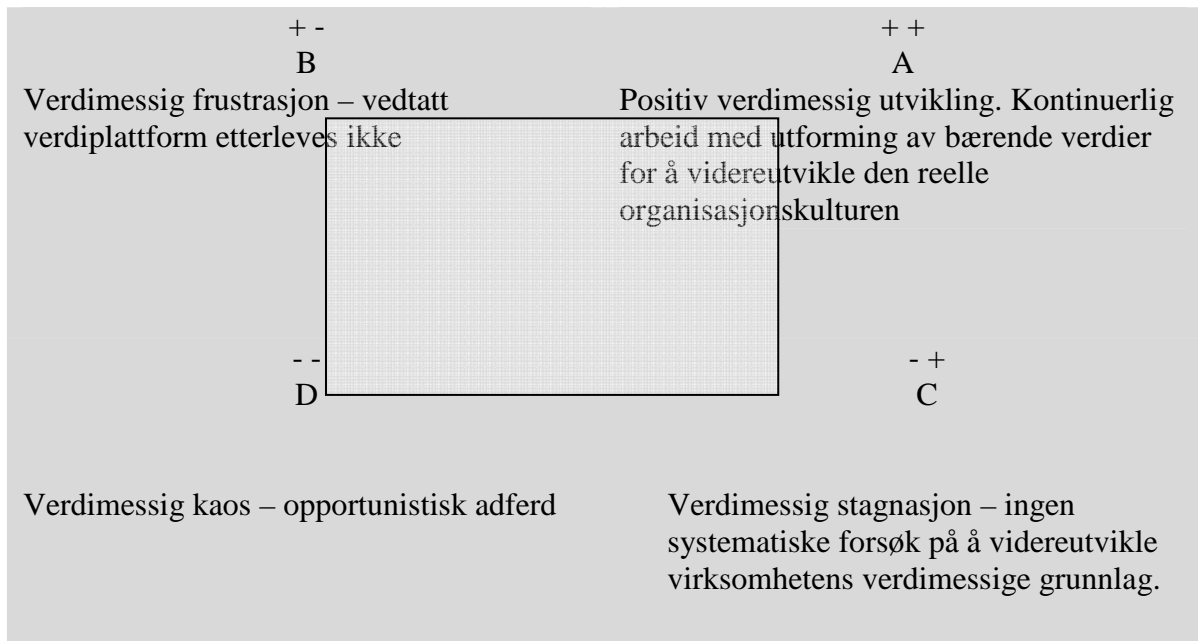 + -
B
Verdimessig frustrasjon – vedtatt
verdiplattform etterleves ikke
+ +
A
Positiv verdimessig utvikling. Kontinuerlig
arbeid med utforming av bærende verdier
for å videreutvikle den reelle
organisasjonskulturen
- -
D
Verdimessig kaos – opportunistisk adferd
- +
C
Verdimessig stagnasjon – ingen
systematiske forsøk på å videreutvikle
virksomhetens verdimessige grunnlag.